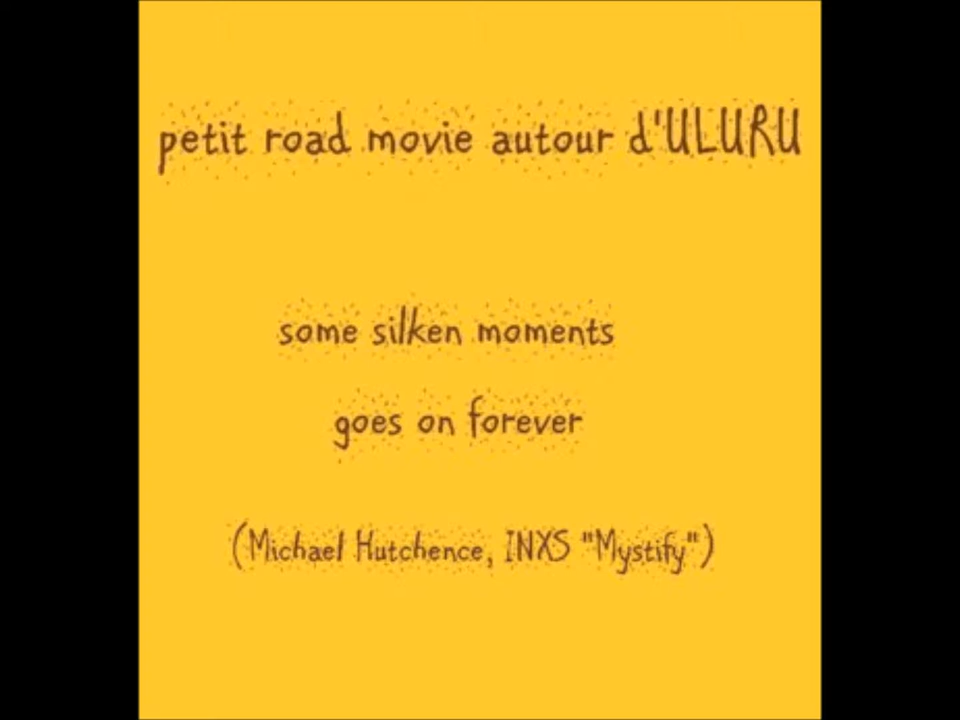 petit road movie autour d'ULURU
some silken moments
goes on forever
(Michael Hutchence, INXS "Mystify")